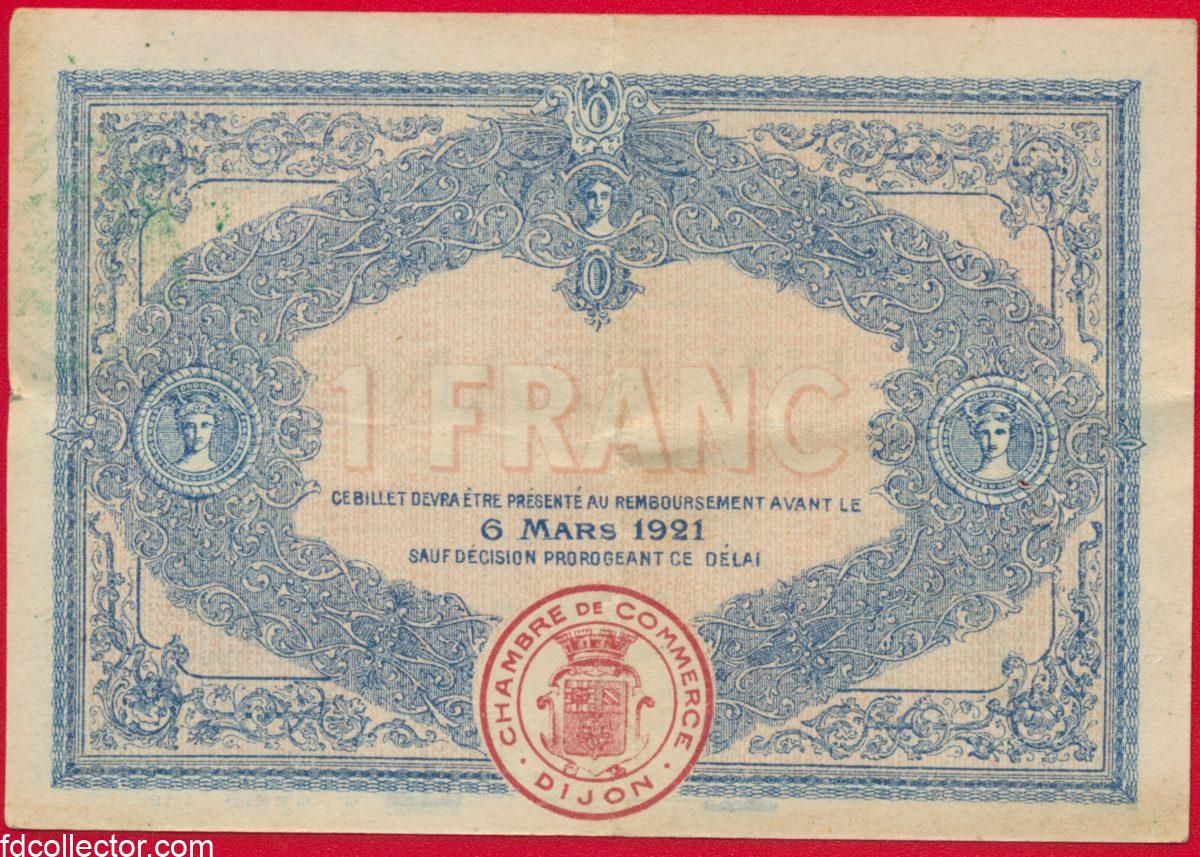 1 FRANC
CE BILLET DEVRA ÊTRE PRÉSENTÉ AU REMBOURSEMENT AVANT LE
6 MARS 1921
SAUF DÉCISION PROROGEANT CE DÉLAI
CHAMBRE DE COMMERCE
· DIJON ·
fdcollector.com